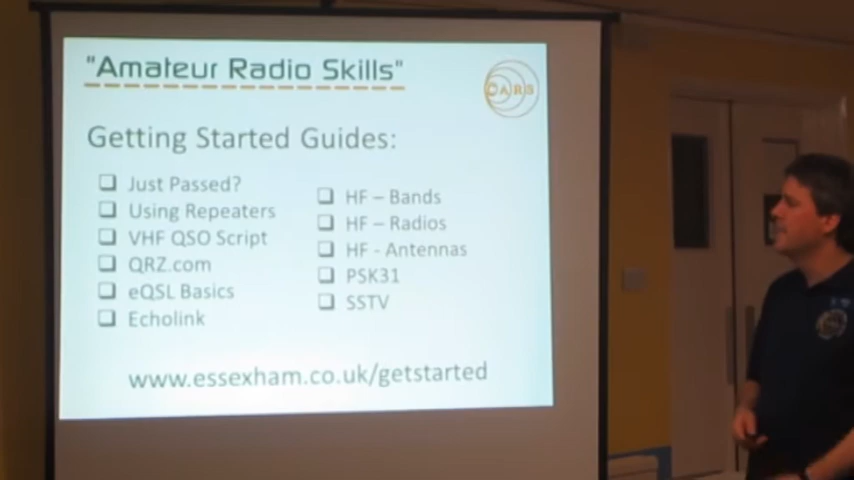 "Amateur Radio Skills"
CARS
Getting Started Guides:
Just Passed?
Using Repeaters
VHF QSO Script
QRZ.com
eQSL Basics
Echolink
HF – Bands
HF – Radios
HF - Antennas
PSK31
SSTV
www.essexham.co.uk/getstarted